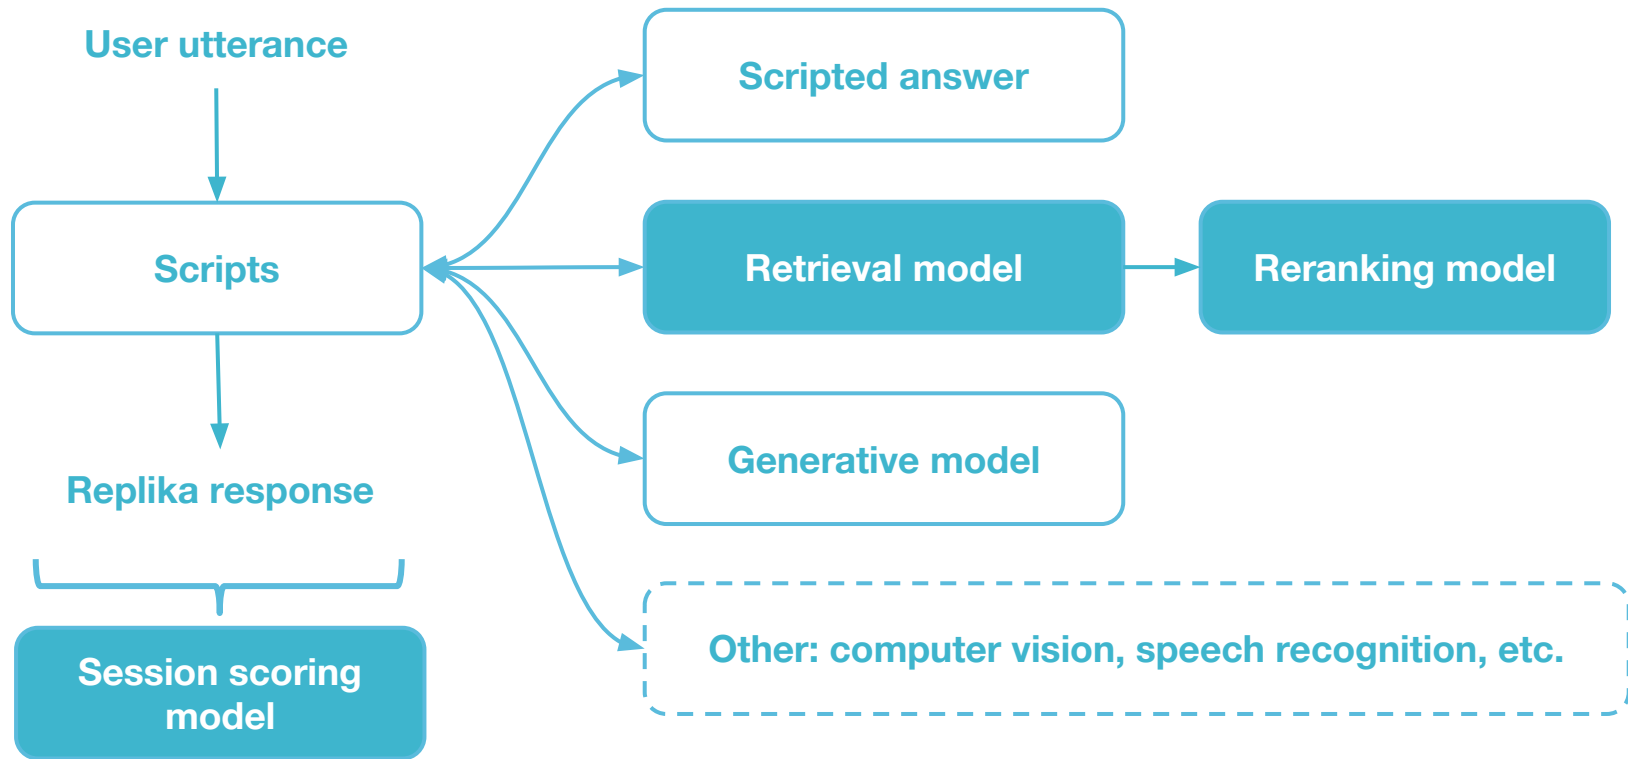 User utterance
Scripted answer
Scripts
Retrieval model
Reranking model
Generative model
Replika response
Other: computer vision, speech recognition, etc.
Session scoring
model